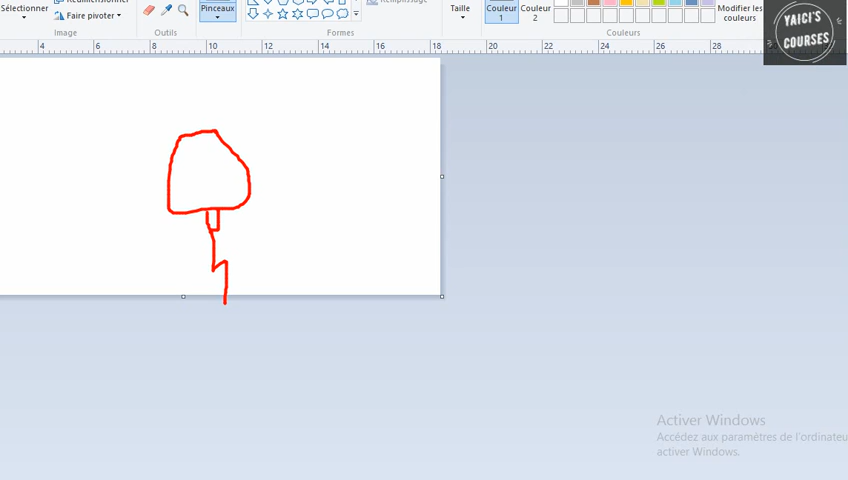 Sélectionner
Faire pivoter
Pinceaux
Remplissage
Taille
Couleur
1
Couleur
2
Modifier les
couleurs
Image
Outils
Formes
Couleurs
4
6
8
10
12
14
16
18
20
22
24
26
28
YAICI'S
COURSES
Activer Windows
Accédez aux paramètres de l'ordinateu
activer Windows.